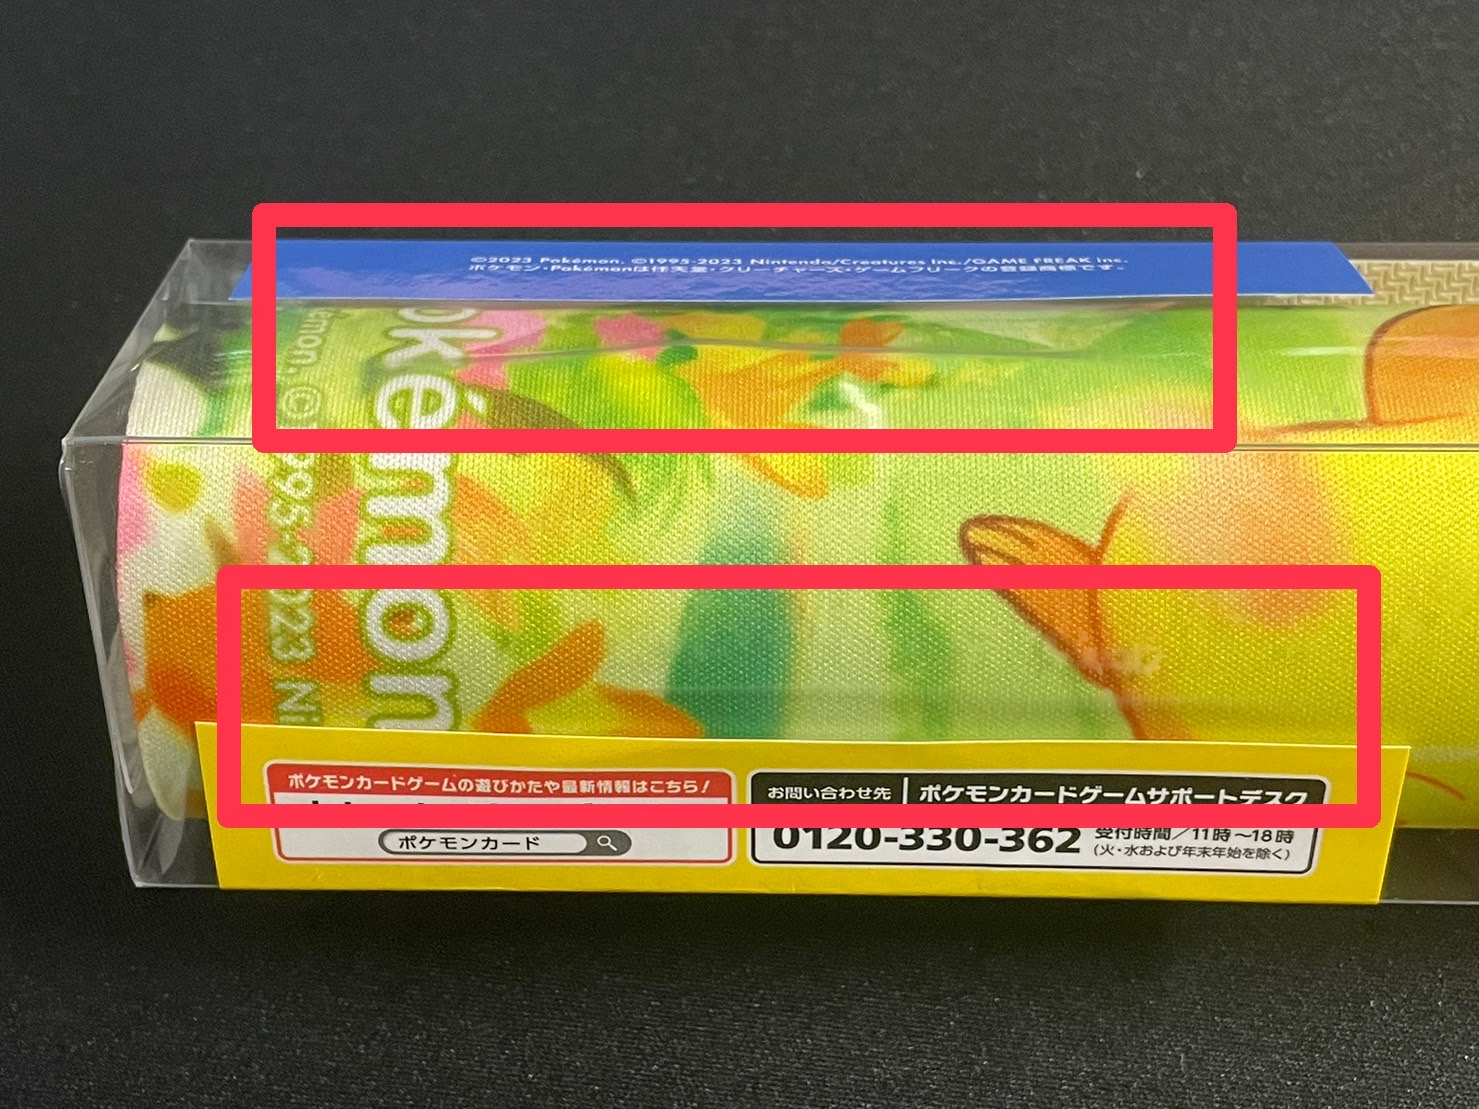 ©2023 Pokémon. ©1995-2023 Nintendo/Creatures Inc./GAME FREAK inc.
ポケモン・Pokémonは任天堂・クリーチャーズ・ゲームフリークの登録商標です。
okémon
émon. ©1995-2023 Ni
ポケモンカードゲームの遊びかたや最新情報はこちら!
ポケモンカード
お問い合わせ先 ポケモンカードゲームサポートデスク
0120-330-362 受付時間/11時~18時
(火・水および年末年始を除く)